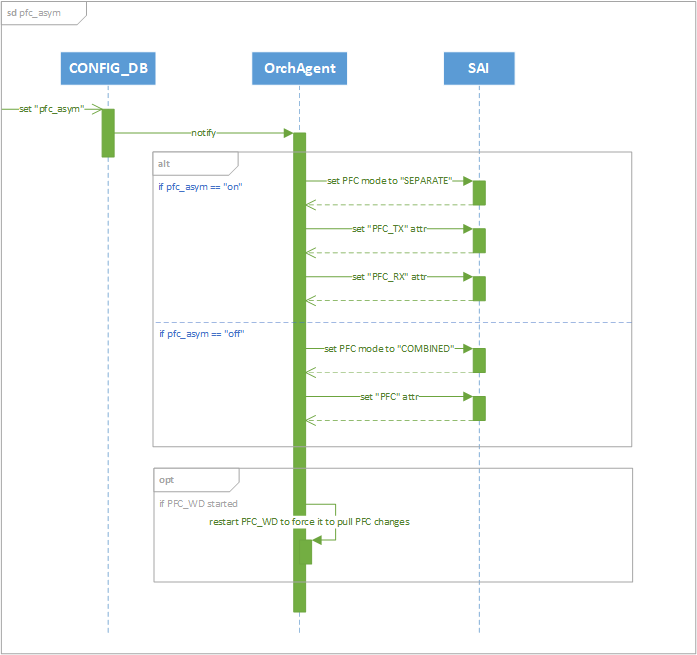 sd pfc_asym
CONFIG_DB
OrchAgent
SAI
set "pfc_asym"
notify
alt
if pfc_asym == "on"
set PFC mode to "SEPARATE"
set "PFC_TX" attr
set "PFC_RX" attr
if pfc_asym == "off"
set PFC mode to "COMBINED"
set "PFC" attr
opt
if PFC_WD started
restart PFC_WD to force it to pull PFC changes